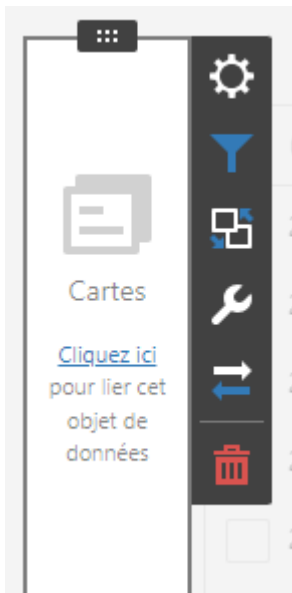 Cartes
Cliquez ici
pour lier cet
objet de
données